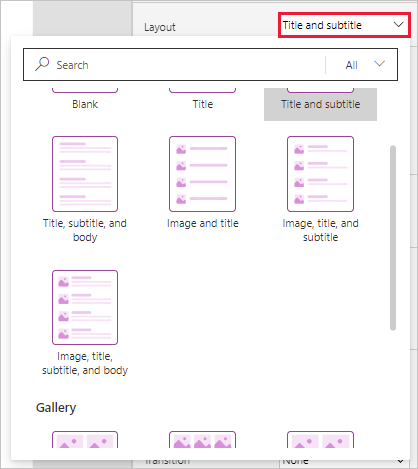 Layout
Title and subtitle
Search
All
Blank
Title
Title and subtitle
Title, subtitle, and
body
Image and title
Image, title, and
subtitle
Image, title,
subtitle, and body
Gallery
Transition
None